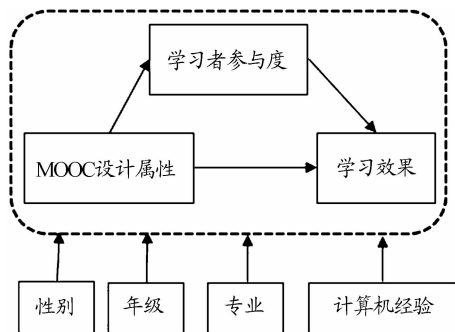 学习者参与度
MOOC设计属性
学习效果
性别
年级
专业
计算机经验